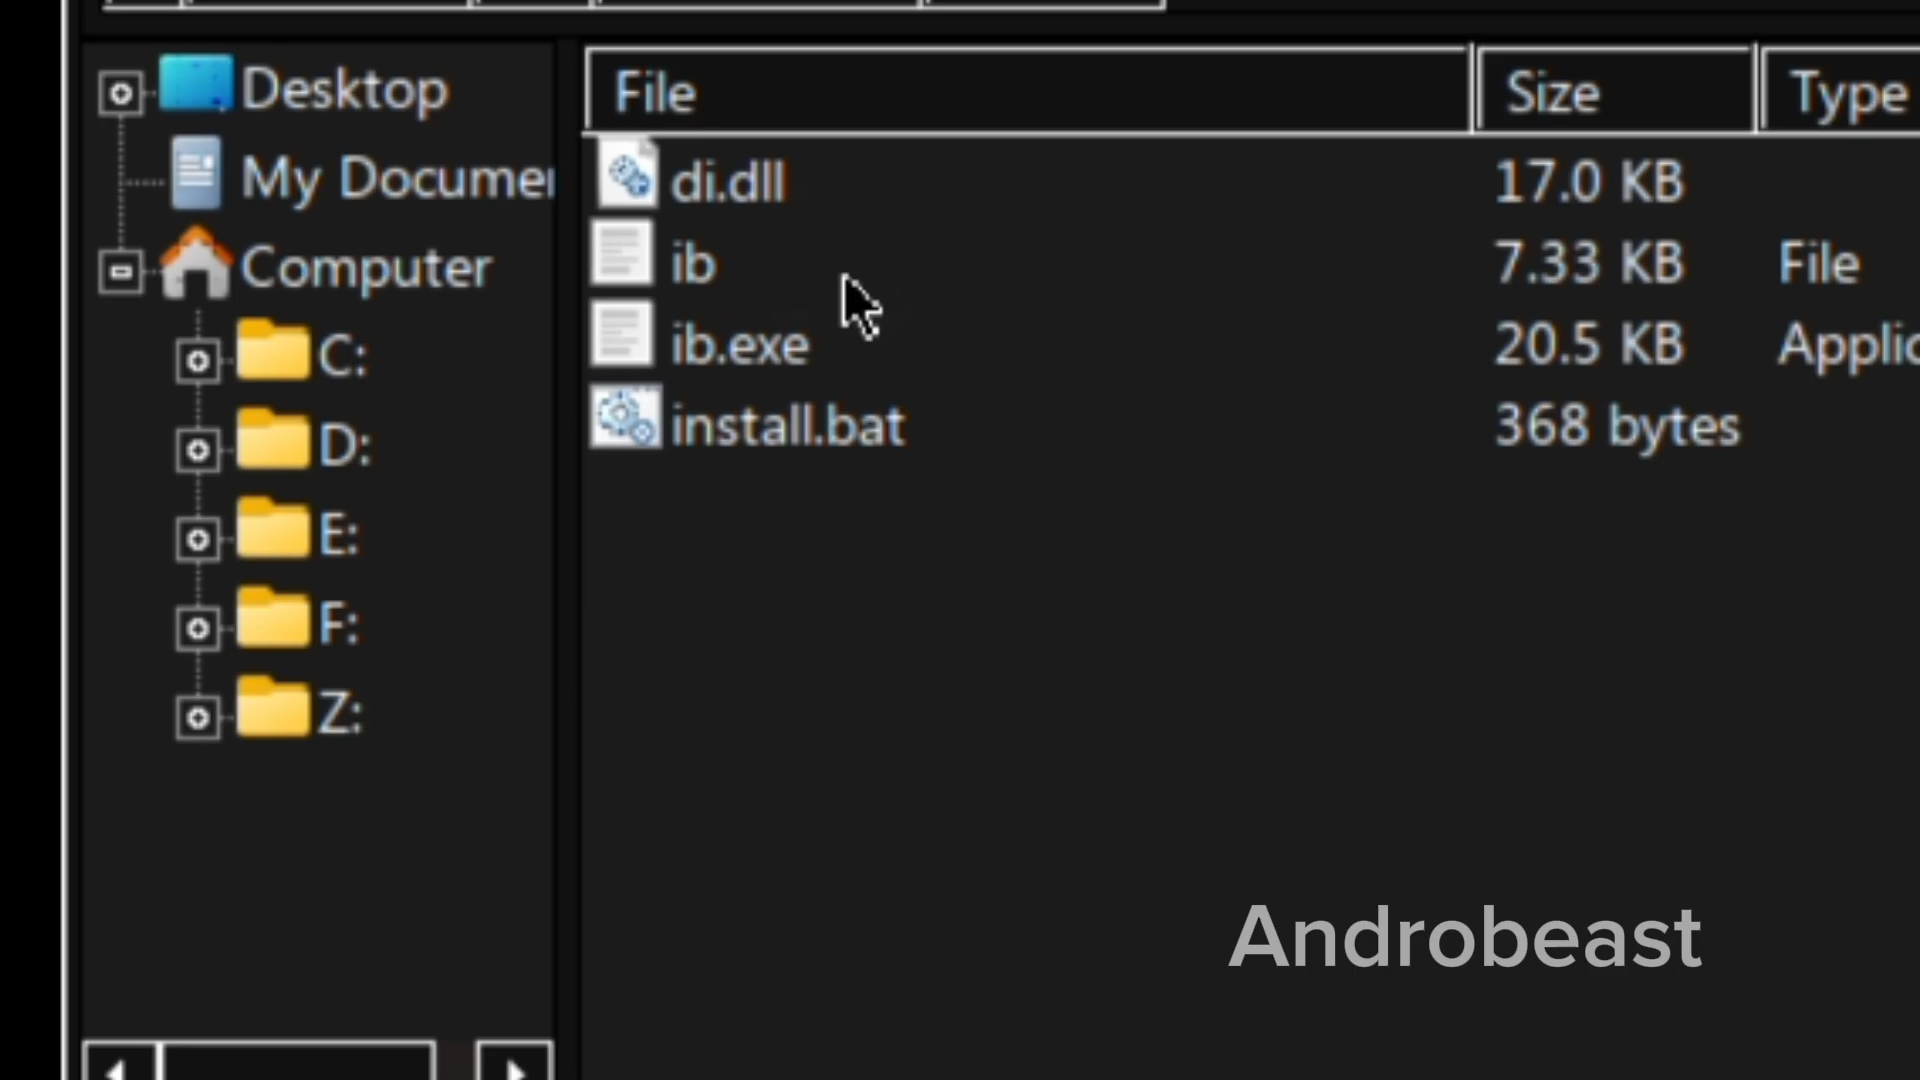 Desktop
My Documen
Computer
C:
D:
E:
F:
Z:
File Size Type
di.dll 17.0 KB
ib 7.33 KB File
ib.exe 20.5 KB Applic
install.bat 368 bytes
Androbeast